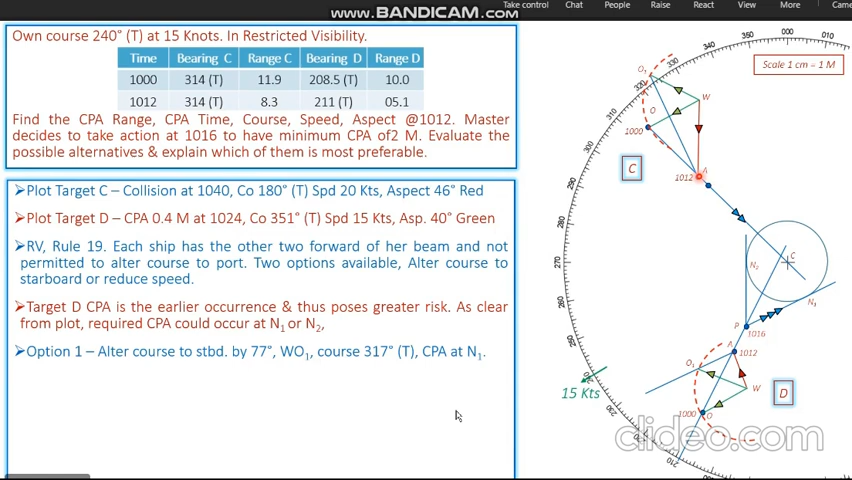 www.BANDICAM.com
Take control Chat People Raise React View More Came
Own course 240° (T) at 15 Knots. In Restricted Visibility.
Time Bearing C Range C Bearing D Range D
1000 314 (T) 11.9 208.5 (T) 10.0
1012 314 (T) 8.3 211 (T) 05.1
Find the CPA Range, CPA Time, Course, Speed, Aspect @1012. Master
decides to take action at 1016 to have minimum CPA of2 M. Evaluate the
possible alternatives & explain which of them is most preferable.
➢Plot Target C – Collision at 1040, Co 180° (T) Spd 20 Kts, Aspect 46° Red
➢Plot Target D – CPA 0.4 M at 1024, Co 351° (T) Spd 15 Kts, Asp. 40° Green
➢RV, Rule 19. Each ship has the other two forward of her beam and not
permitted to alter course to port. Two options available, Alter course to
starboard or reduce speed.
➢Target D CPA is the earlier occurrence & thus poses greater risk. As clear
from plot, required CPA could occur at N1 or N2,
➢Option 1 – Alter course to stbd. by 77°, WO1, course 317° (T), CPA at N1.
Scale 1 cm = 1 M
340
350
000
010
330
320
310
300
290
280
270
260
250
230
220
210
O1
W
O
1000
C
1012
A
C
N2
N3
P
1016
A
1012
O1
W
1000
O
D
15 Kts
clideo.com